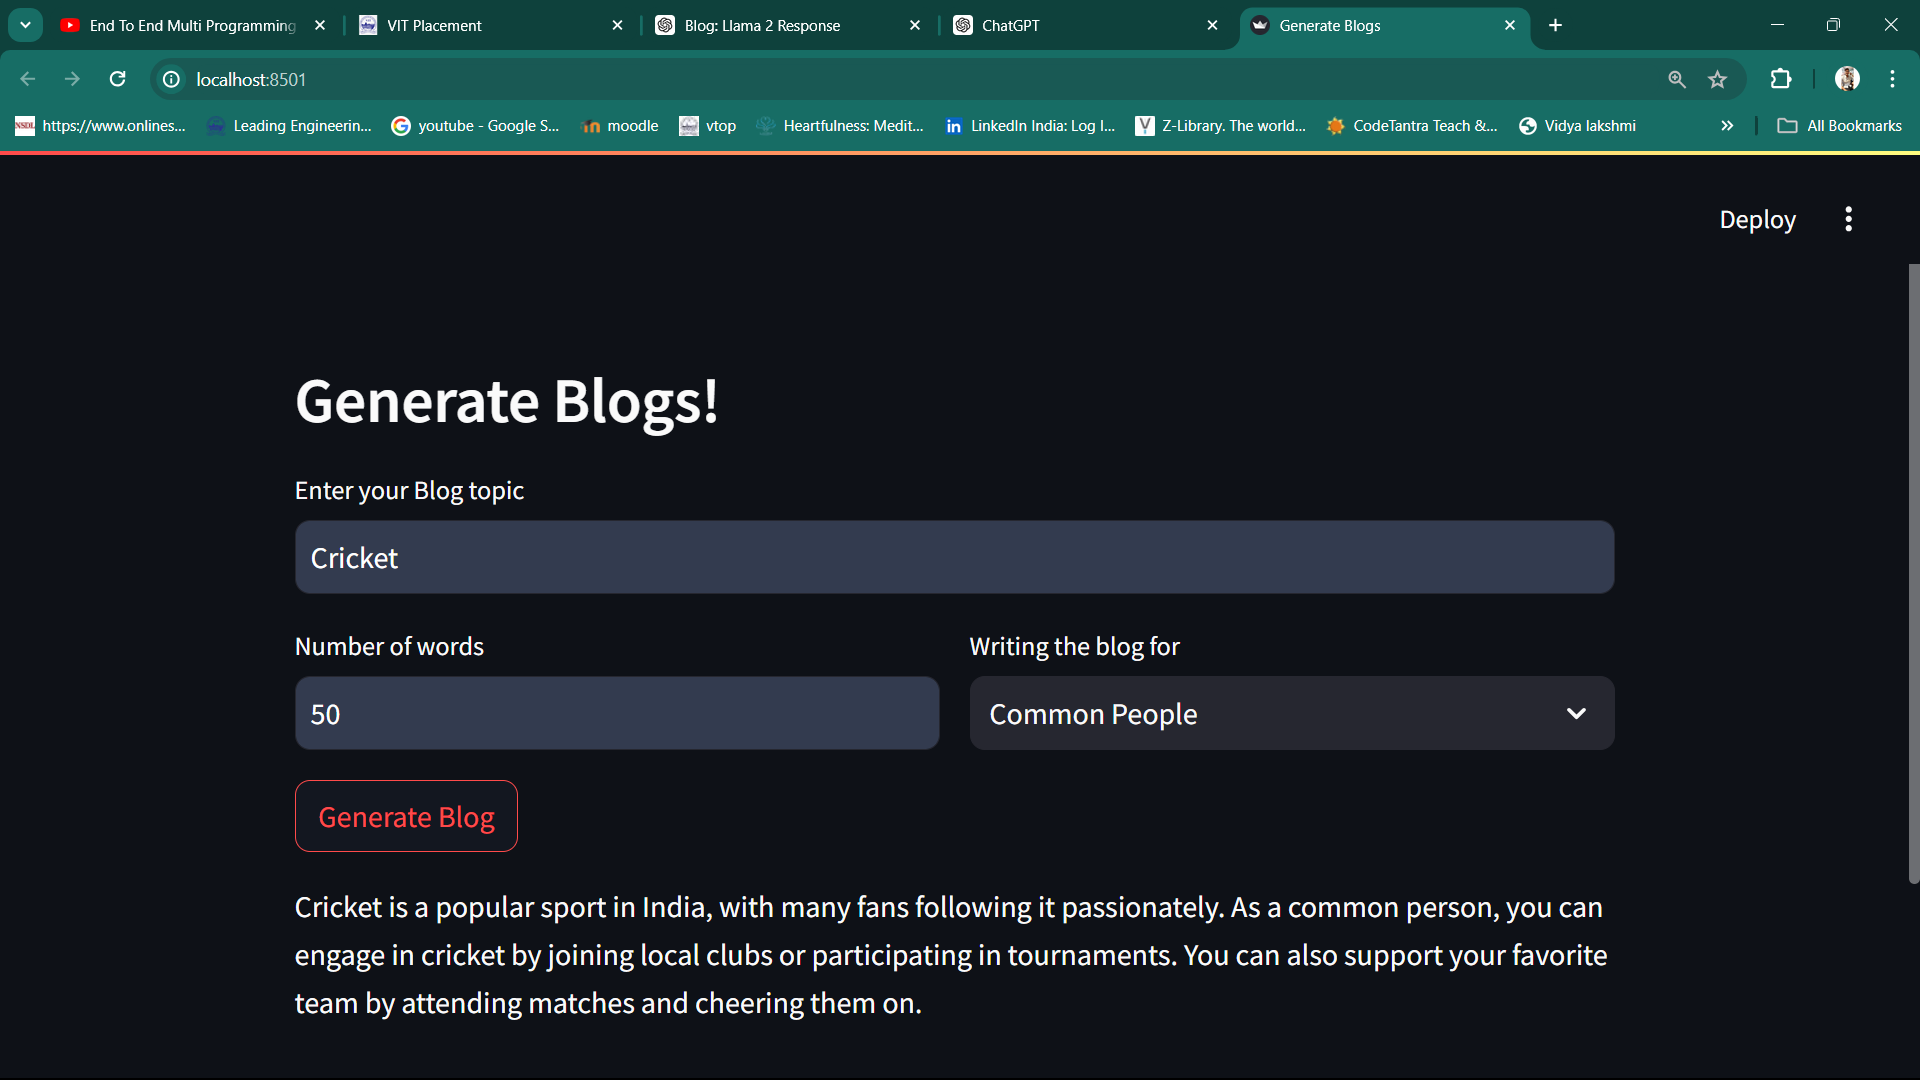 End To End Multi Programming
VIT Placement
Blog: Llama 2 Response
ChatGPT
Generate Blogs
localhost:8501
NSDL
https://www.onlines...
Leading Engineerin...
youtube - Google S...
moodle
vtop
Heartfulness: Medit...
LinkedIn India: Log I...
Z-Library. The world...
CodeTantra Teach &...
Vidya lakshmi
All Bookmarks
Deploy
Generate Blogs!
Enter your Blog topic
Cricket
Number of words
Writing the blog for
50
Common People
Generate Blog
Cricket is a popular sport in India, with many fans following it passionately. As a common person, you can
engage in cricket by joining local clubs or participating in tournaments. You can also support your favorite
team by attending matches and cheering them on.